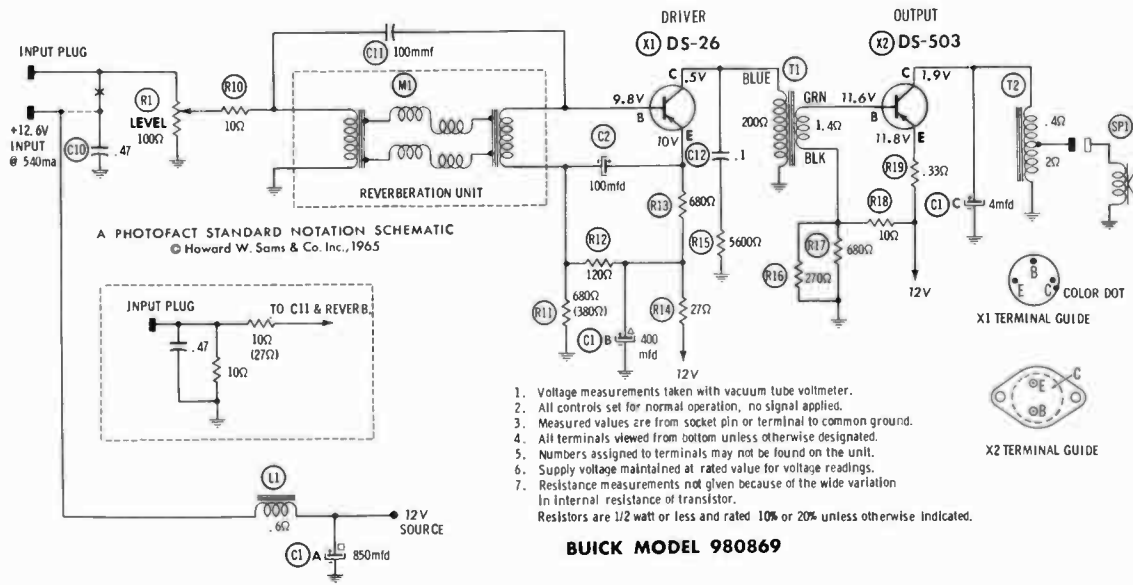 DRIVER
X1 DS-26
OUTPUT
X2 DS-503
INPUT PLUG
C11
100mmf
R10
10Ω
R1
LEVEL
100Ω
+12.6V
INPUT
@ 540ma
C10
.47
M1
REVERBERATION UNIT
C2
100mfd
9.8V
B
C
.5V
10V
E
BLUE
T1
200Ω
GRN
1.4Ω
BLK
C12
.1
11.6V
B
C
1.9V
11.8V
E
R19
.33Ω
T2
.4Ω
2Ω
SP1
C1 C
4mfd
R13
680Ω
R15
5600Ω
R12
120Ω
R11
680Ω
(380Ω)
C1 B
400
mfd
R14
27Ω
12V
R16
270Ω
R17
680Ω
R18
10Ω
12V
A PHOTOFACT STANDARD NOTATION SCHEMATIC
© Howard W. Sams & Co. Inc., 1965
INPUT PLUG
TO C11 & REVERB.
.47
10Ω
(27Ω)
10Ω
B
E
C
COLOR DOT
X1 TERMINAL GUIDE
C
E
B
X2 TERMINAL GUIDE
1. Voltage measurements taken with vacuum tube voltmeter.
2. All controls set for normal operation, no signal applied.
3. Measured values are from socket pin or terminal to common ground.
4. All terminals viewed from bottom unless otherwise designated.
5. Numbers assigned to terminals may not be found on the unit.
6. Supply voltage maintained at rated value for voltage readings.
7. Resistance measurements not given because of the wide variation
in internal resistance of transistor.
Resistors are 1/2 watt or less and rated 10% or 20% unless otherwise indicated.
L1
.6Ω
12V
SOURCE
C1 A
850mfd
BUICK MODEL 980869